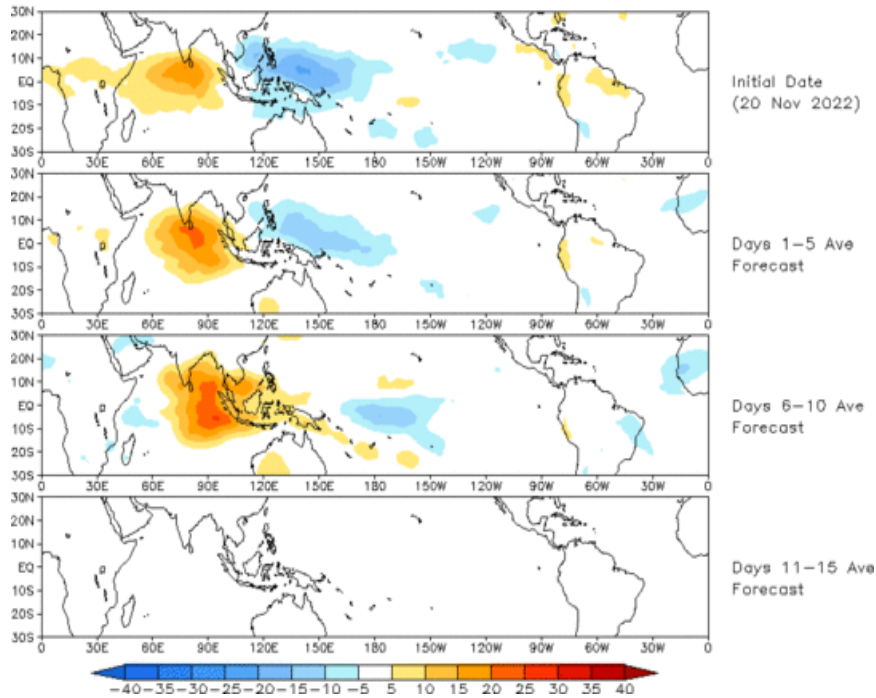 30N
20N
10N
EQ
10S
20S
30S
0 30E 60E 90E 120E 150E 180 150W 120W 90W 60W 30W 0
Initial Date
(20 Nov 2022)
30N
20N
10N
EQ
10S
20S
30S
0 30E 60E 90E 120E 150E 180 150W 120W 90W 60W 30W 0
Days 1-5 Ave
Forecast
30N
20N
10N
EQ
10S
20S
30S
0 30E 60E 90E 120E 150E 180 150W 120W 90W 60W 30W 0
Days 6-10 Ave
Forecast
30N
20N
10N
EQ
10S
20S
30S
0 30E 60E 90E 120E 150E 180 150W 120W 90W 60W 30W 0
Days 11-15 Ave
Forecast
-40 -35 -30 -25 -20 -15 -10 -5 5 10 15 20 25 30 35 40